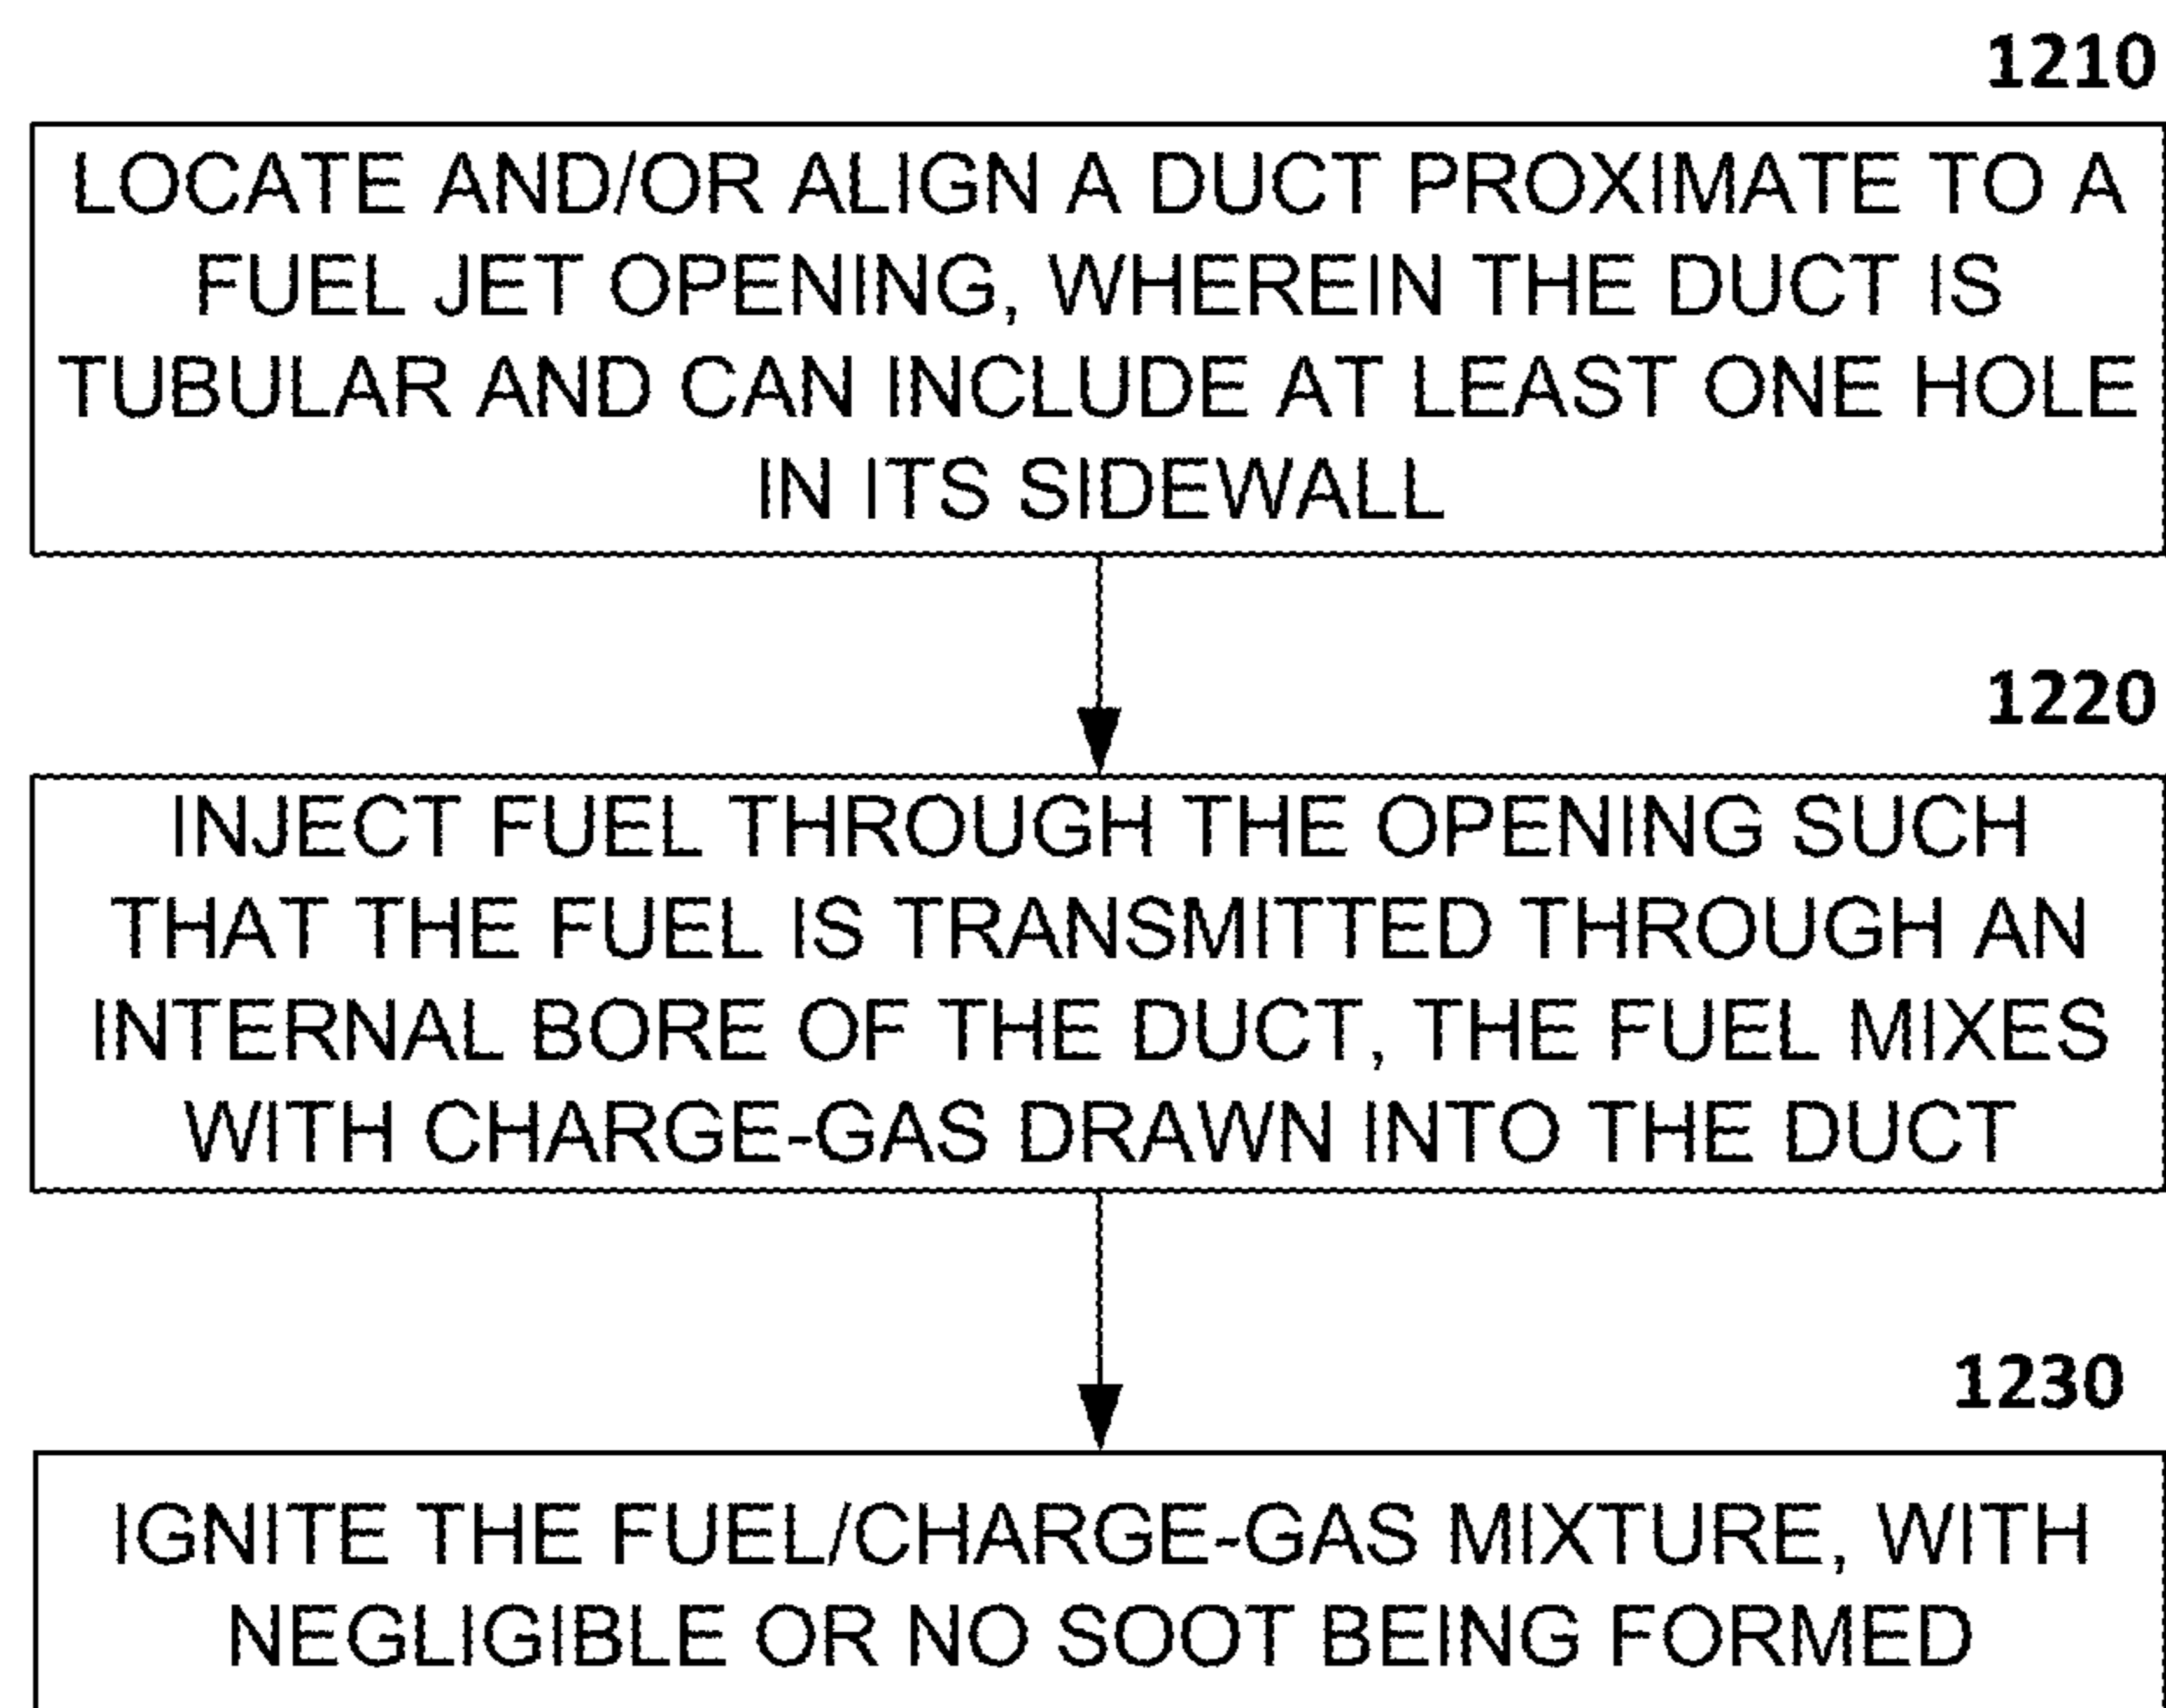 1210
LOCATE AND/OR ALIGN A DUCT PROXIMATE TO A
FUEL JET OPENING, WHEREIN THE DUCT IS
TUBULAR AND CAN INCLUDE AT LEAST ONE HOLE
IN ITS SIDEWALL
1220
INJECT FUEL THROUGH THE OPENING SUCH
THAT THE FUEL IS TRANSMITTED THROUGH AN
INTERNAL BORE OF THE DUCT, THE FUEL MIXES
WITH CHARGE-GAS DRAWN INTO THE DUCT
1230
IGNITE THE FUEL/CHARGE-GAS MIXTURE, WITH
NEGLIGIBLE OR NO SOOT BEING FORMED